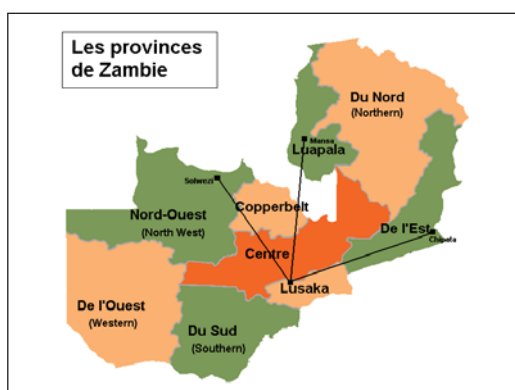 Les provinces
de Zambie
Du Nord
(Northern)
Mansa
Luapala
Solwezi
Copperbelt
Nord-Ouest
(North West)
De l'Est
Chipata
Centre
Lusaka
De l'Ouest
(Western)
Du Sud
(Southern)